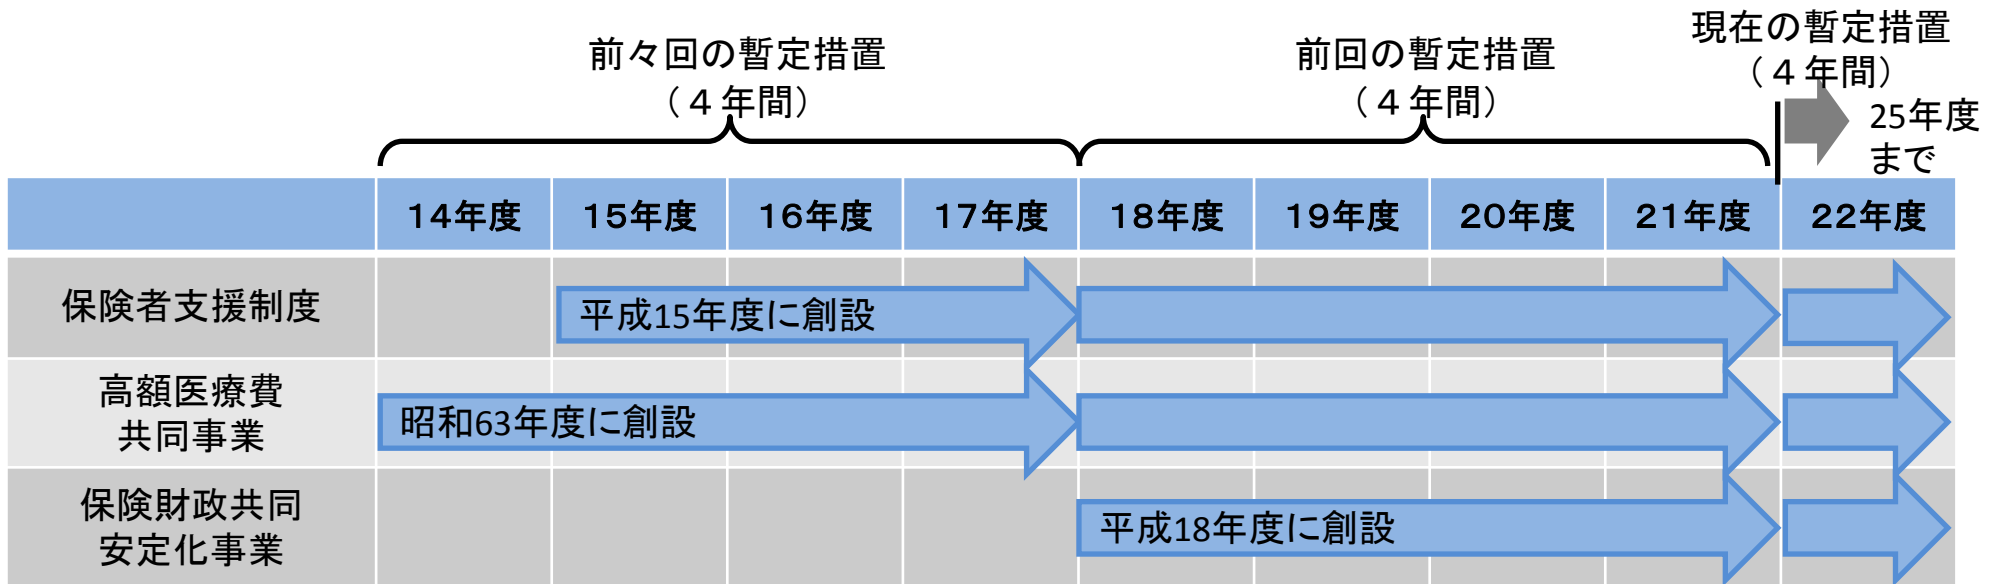 前々回の暫定措置
（４年間）
前回の暫定措置
（４年間）
現在の暫定措置
（４年間）
25年度
まで
14年度
15年度
16年度
17年度
18年度
19年度
20年度
21年度
22年度
保険者支援制度
平成15年度に創設
高額医療費
共同事業
昭和63年度に創設
保険財政共同
安定化事業
平成18年度に創設